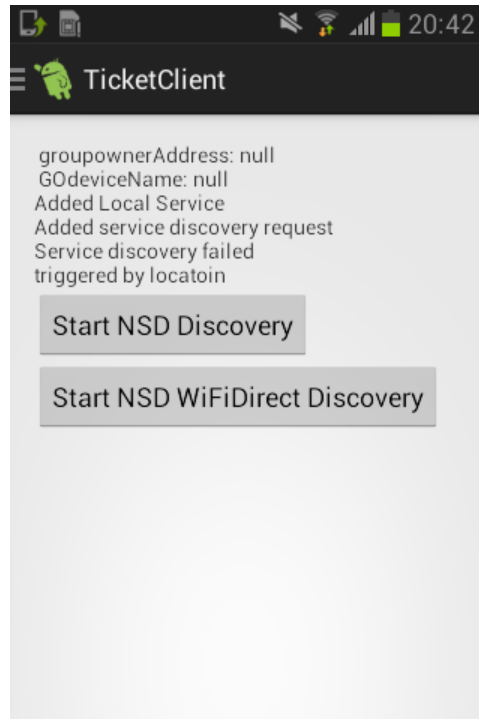 20:42
TicketClient
groupownerAddress: null
GOdeviceName: null
Added Local Service
Added service discovery request
Service discovery failed
triggered by locatoin
Start NSD Discovery
Start NSD WiFiDirect Discovery